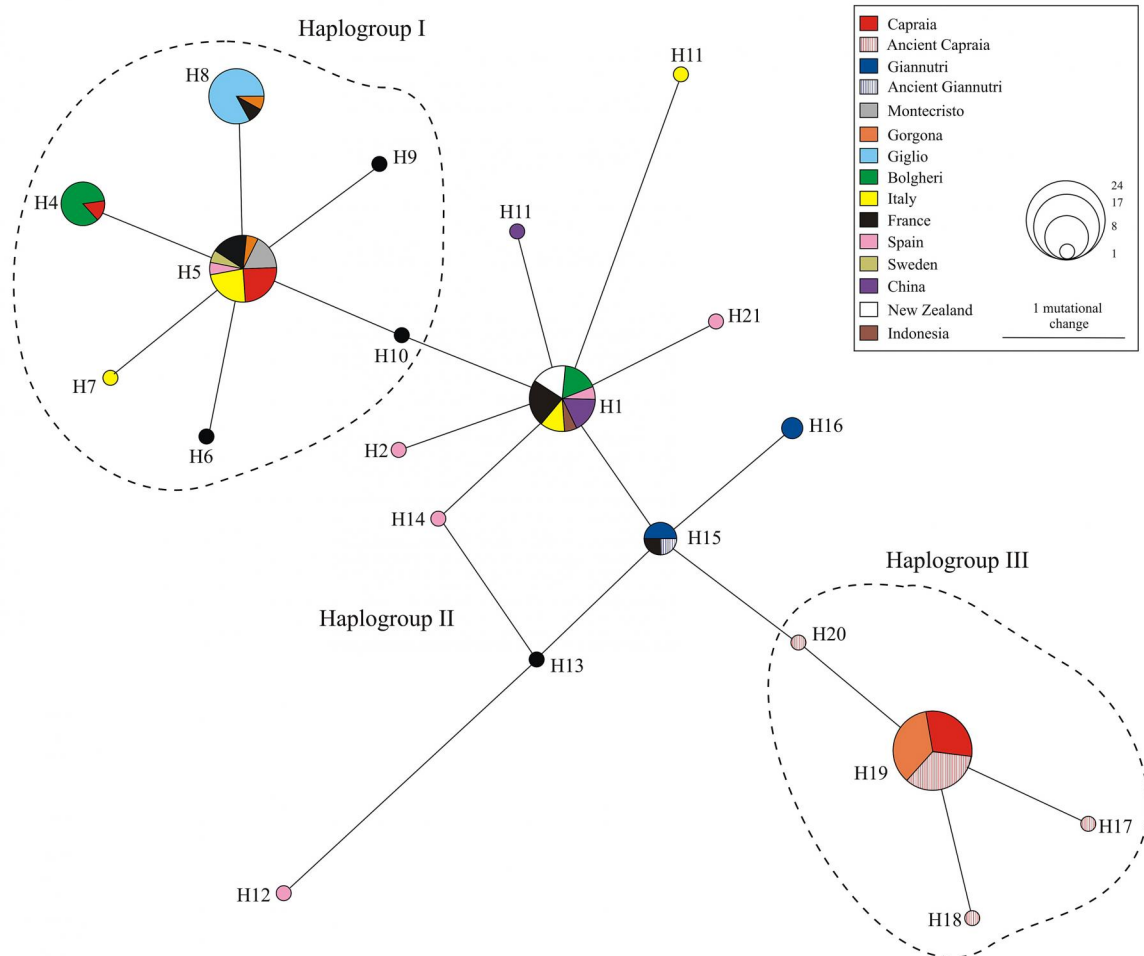 Haplogroup I
H8
H9
H4
H5
H10
H7
H6
H11
H11
H21
H1
H2
H14
H16
H15
Haplogroup II
H13
H12
Haplogroup III
H20
H19
H17
H18
Capraia
Ancient Capraia
Giannutri
Ancient Giannutri
Montecristo
Gorgona
Giglio
Bolgheri
Italy
France
Spain
Sweden
China
New Zealand
Indonesia
24
17
8
1
1 mutational
change